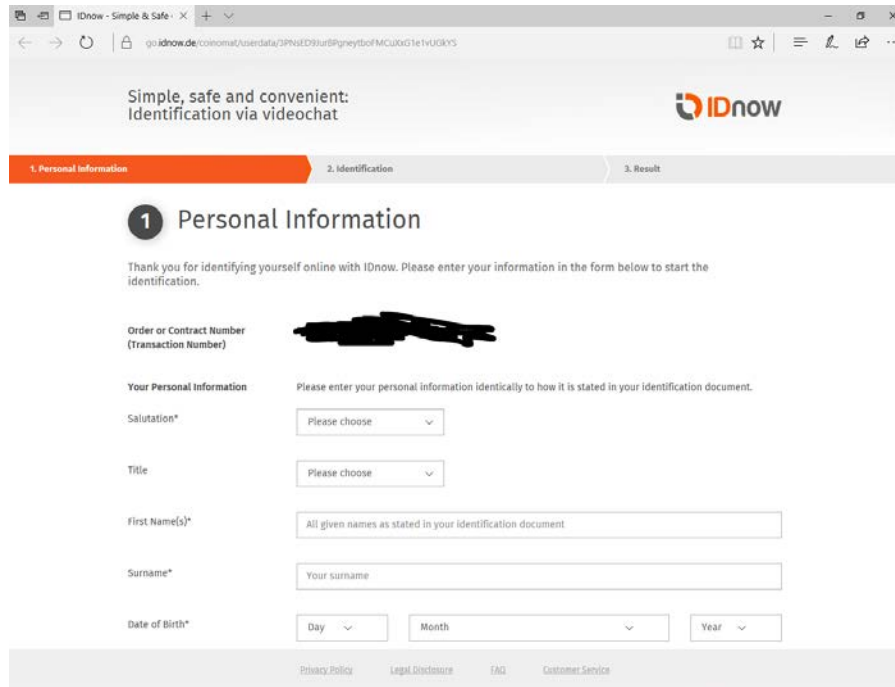 IDnow - Simple & Safe -
go.idnow.de/coinomat/userdata/
Simple, safe and convenient:
Identification via videochat
IDnow
1. Personal Information
2. Identification
3. Result
1 Personal Information
Thank you for identifying yourself online with IDnow. Please enter your information in the form below to start the
identification.
Order or Contract Number
(Transaction Number)
Your Personal Information Please enter your personal information identically to how it is stated in your identification document.
Salutation* Please choose
Title Please choose
First Name(s)* All given names as stated in your identification document
Surname* Your surname
Date of Birth* Day Month Year
Privacy Policy Legal Disclosure FAQ Customer Service